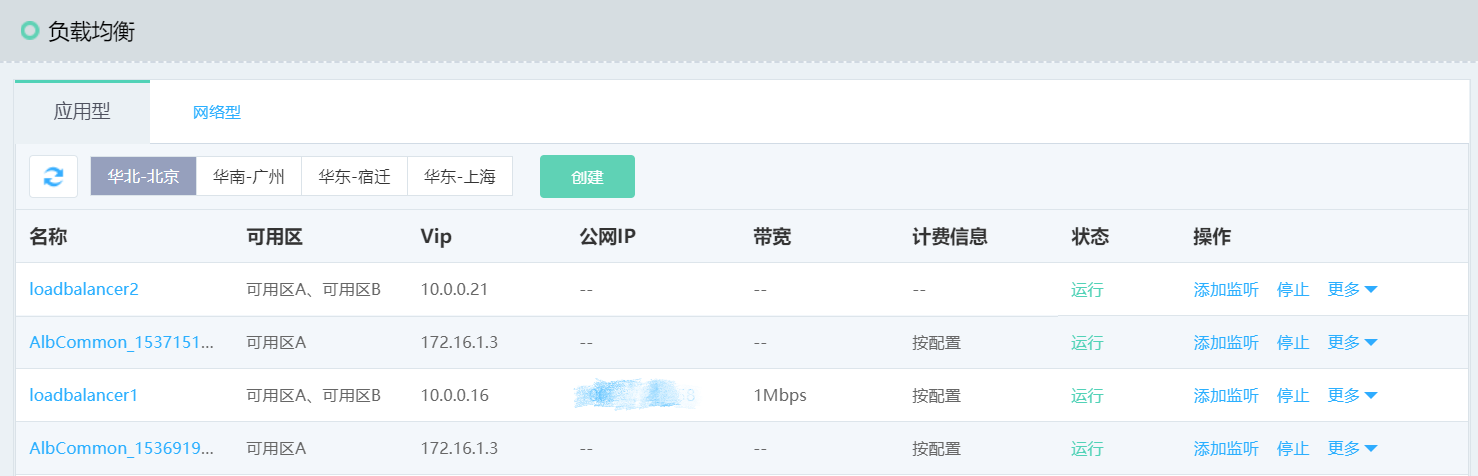 负载均衡
应用型 网络型
华北-北京 华南-广州 华东-宿迁 华东-上海 创建
名称 可用区 Vip 公网IP 带宽 计费信息 状态 操作
loadbalancer2 可用区A、可用区B 10.0.0.21 -- -- -- 运行 添加监听 停止 更多
AlbCommon_1537151... 可用区A 172.16.1.3 -- -- 按配置 运行 添加监听 停止 更多
loadbalancer1 可用区A、可用区B 10.0.0.16 1Mbps 按配置 运行 添加监听 停止 更多
AlbCommon_1536919... 可用区A 172.16.1.3 -- -- 按配置 运行 添加监听 停止 更多